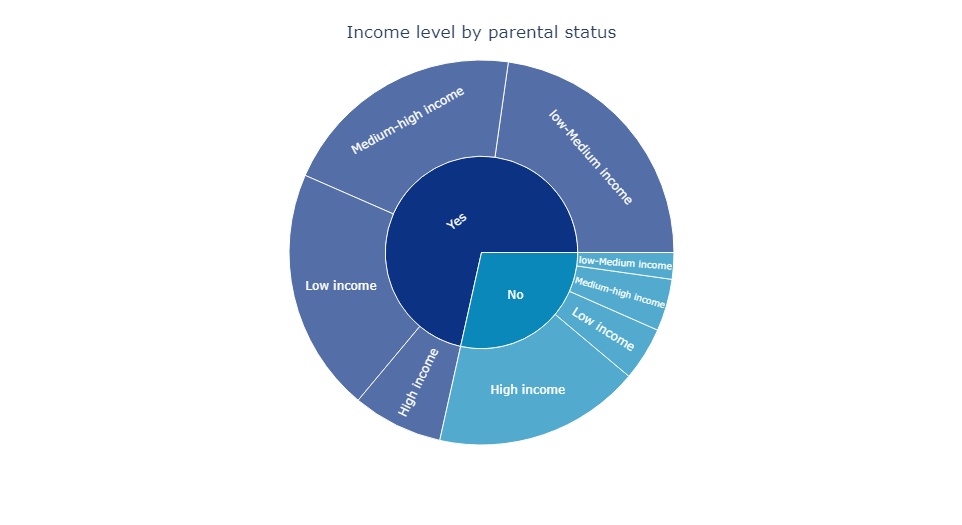 Income level by parental status
Medium-high income
low-Medium income
Yes
low-Medium income
Medium-high income
Low income
No
Low income
High income
High income